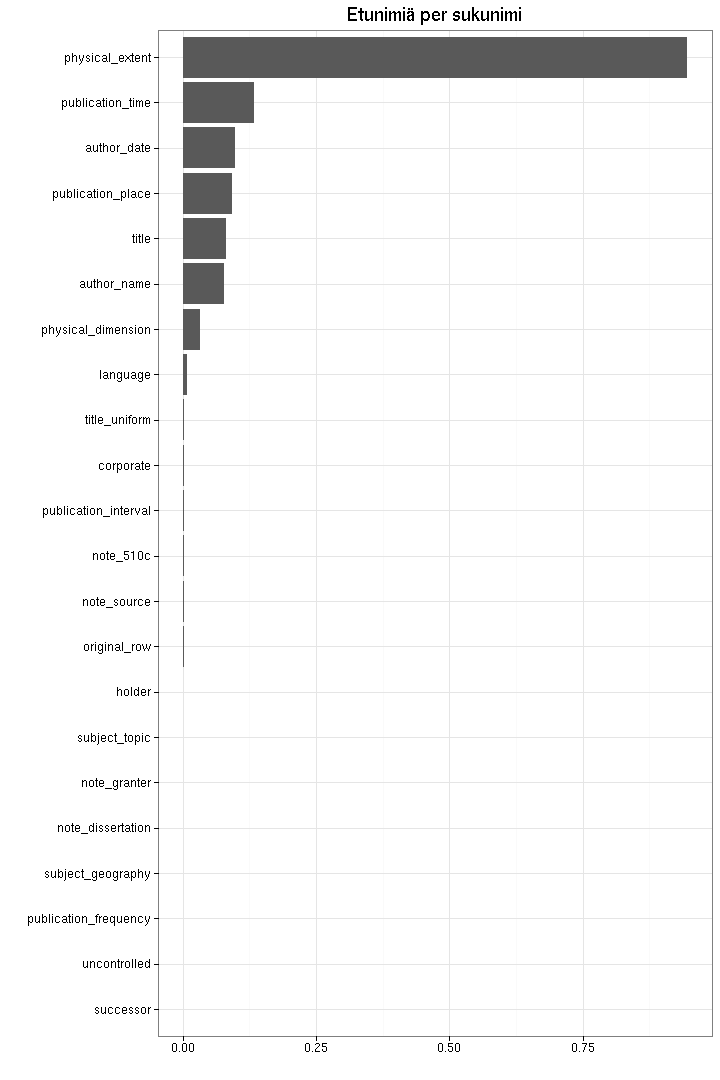 Etunimiä per sukunimi
physical_extent
publication_time
author_date
publication_place
title
author_name
physical_dimension
language
title_uniform
corporate
publication_interval
note_510c
note_source
original_row
holder
subject_topic
note_granter
note_dissertation
subject_geography
publication_frequency
uncontrolled
successor
0.00 0.25 0.50 0.75